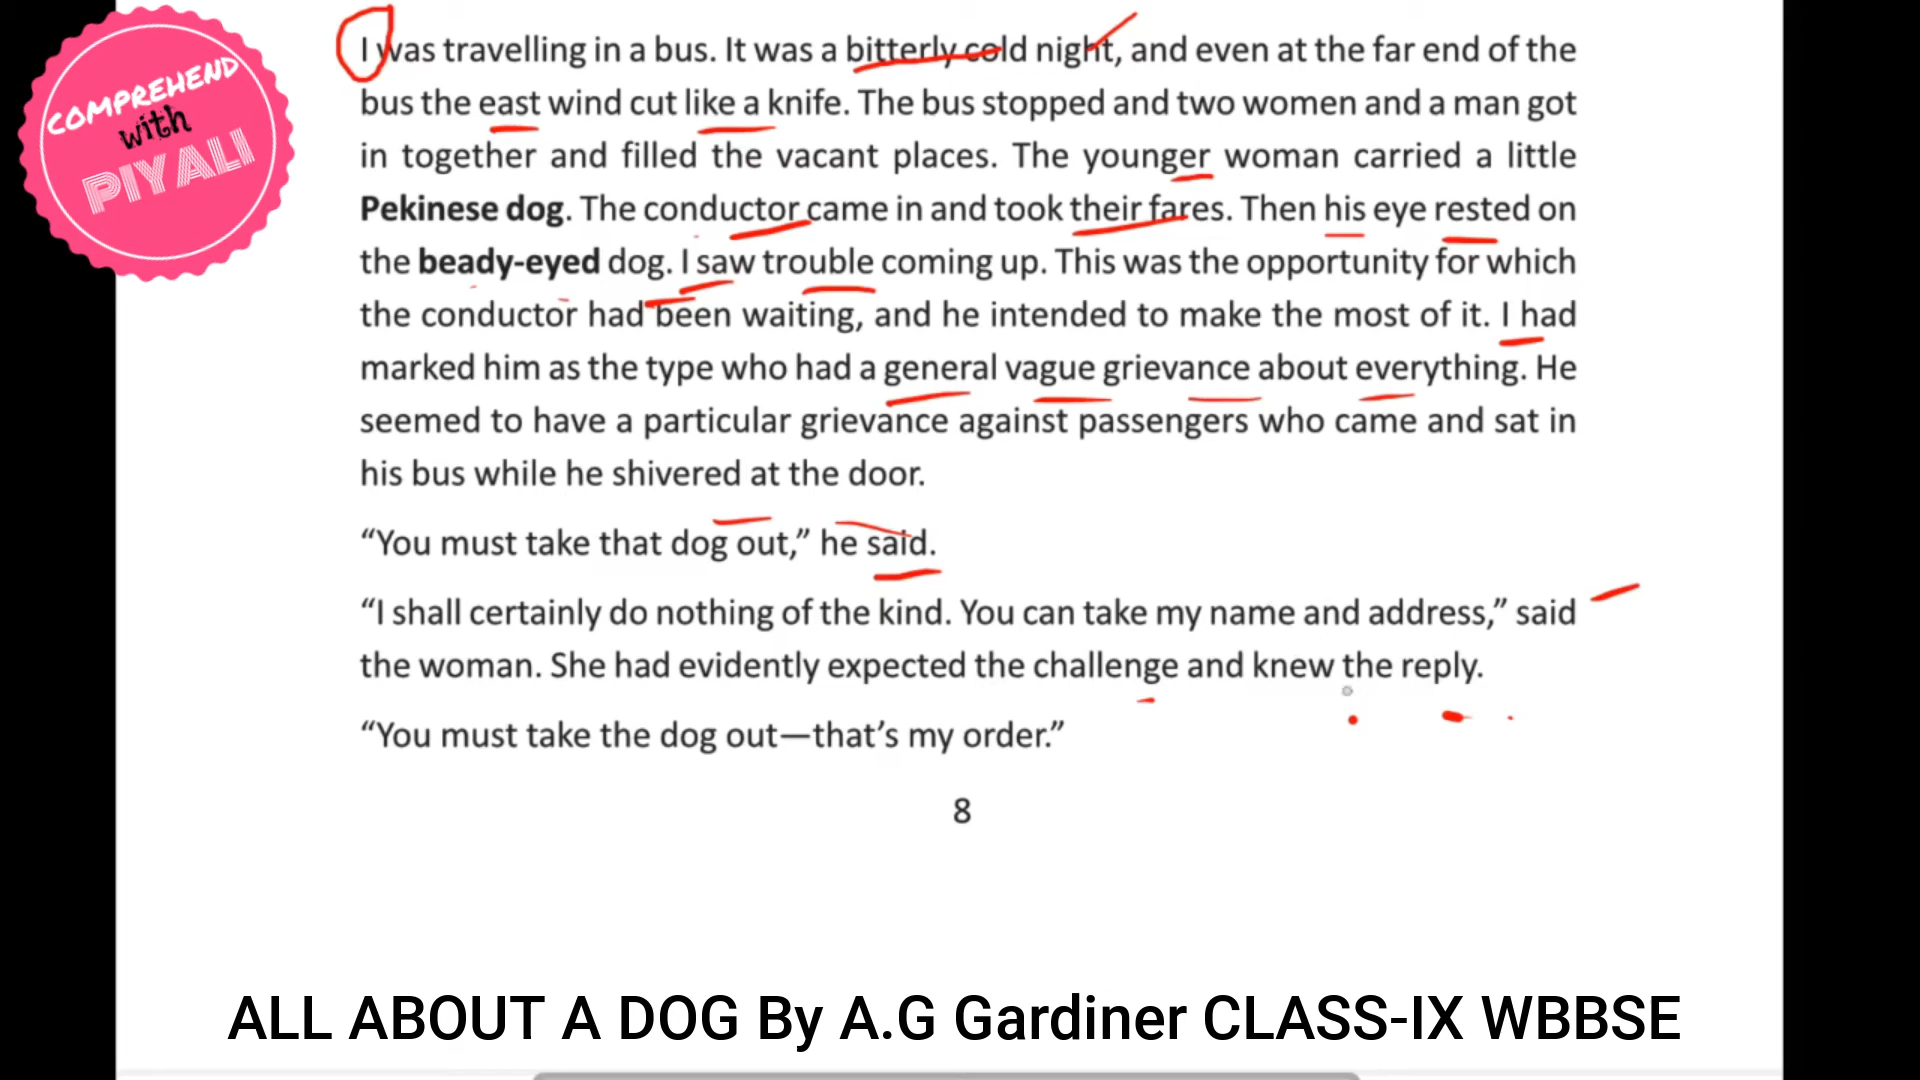 COMPREHEND
with
PIYALI
I was travelling in a bus. It was a bitterly cold night, and even at the far end of the
bus the east wind cut like a knife. The bus stopped and two women and a man got
in together and filled the vacant places. The younger woman carried a little
Pekinese dog. The conductor came in and took their fares. Then his eye rested on
the beady-eyed dog. I saw trouble coming up. This was the opportunity for which
the conductor had been waiting, and he intended to make the most of it. I had
marked him as the type who had a general vague grievance about everything. He
seemed to have a particular grievance against passengers who came and sat in
his bus while he shivered at the door.
“You must take that dog out,” he said.
“I shall certainly do nothing of the kind. You can take my name and address,” said
the woman. She had evidently expected the challenge and knew the reply.
“You must take the dog out—that’s my order.”
8
ALL ABOUT A DOG By A.G Gardiner CLASS-IX WBBSE